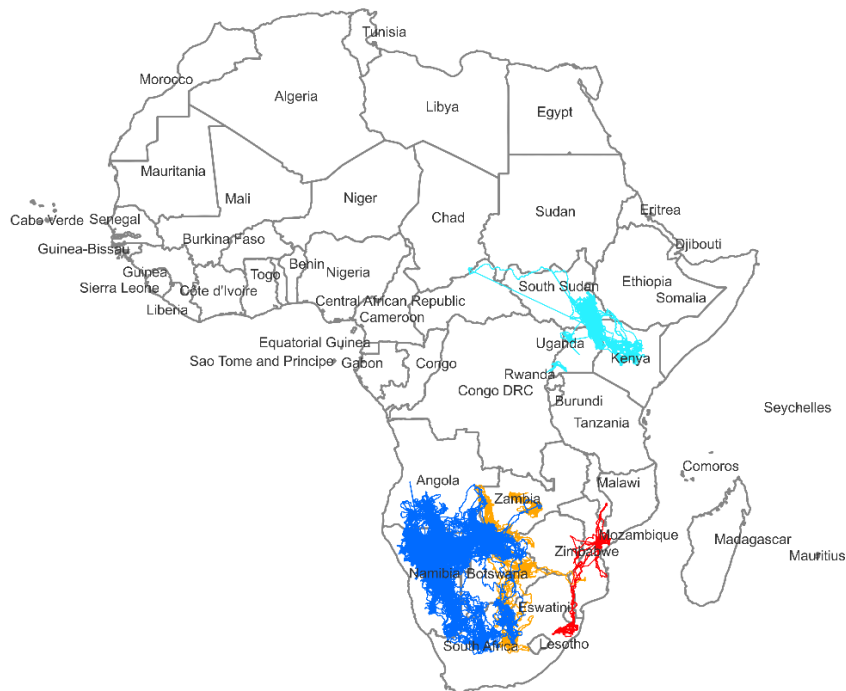 Tunisia
Morocco
Algeria
Libya
Egypt
Mauritania
Mali
Niger
Chad
Sudan
Eritrea
Cabo Verde
Senegal
Burkina Faso
Djibouti
Guinea-Bissau
Guinea
Benin
Nigeria
Togo
Ethiopia
Somalia
Sierra Leone
Côte d'Ivoire
South Sudan
Liberia
Central African Republic
Cameroon
Equatorial Guinea
Uganda
Kenya
Sao Tome and Principe
Gabon
Congo
Rwanda
Congo DRC
Burundi
Tanzania
Seychelles
Comoros
Angola
Zambia
Malawi
Mozambique
Zimbabwe
Madagascar
Mauritius
Namibia
Botswana
Eswatini
South Africa
Lesotho